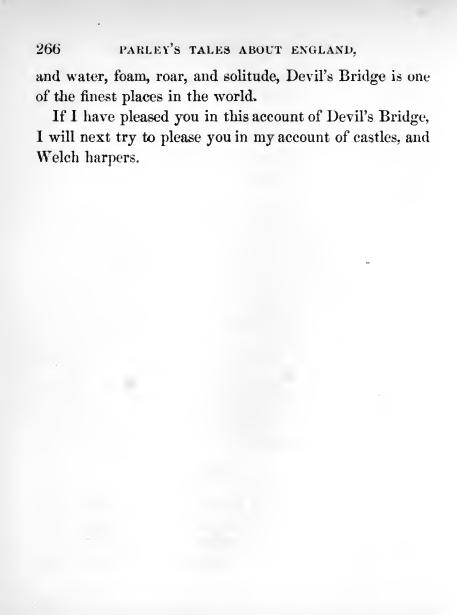 266 PARLEY'S TALES ABOUT ENGLAND,
and water, foam, roar, and solitude, Devil's Bridge is one
of the finest places in the world.
If I have pleased you in this account of Devil's Bridge,
I will next try to please you in my account of castles, and
Welch harpers.